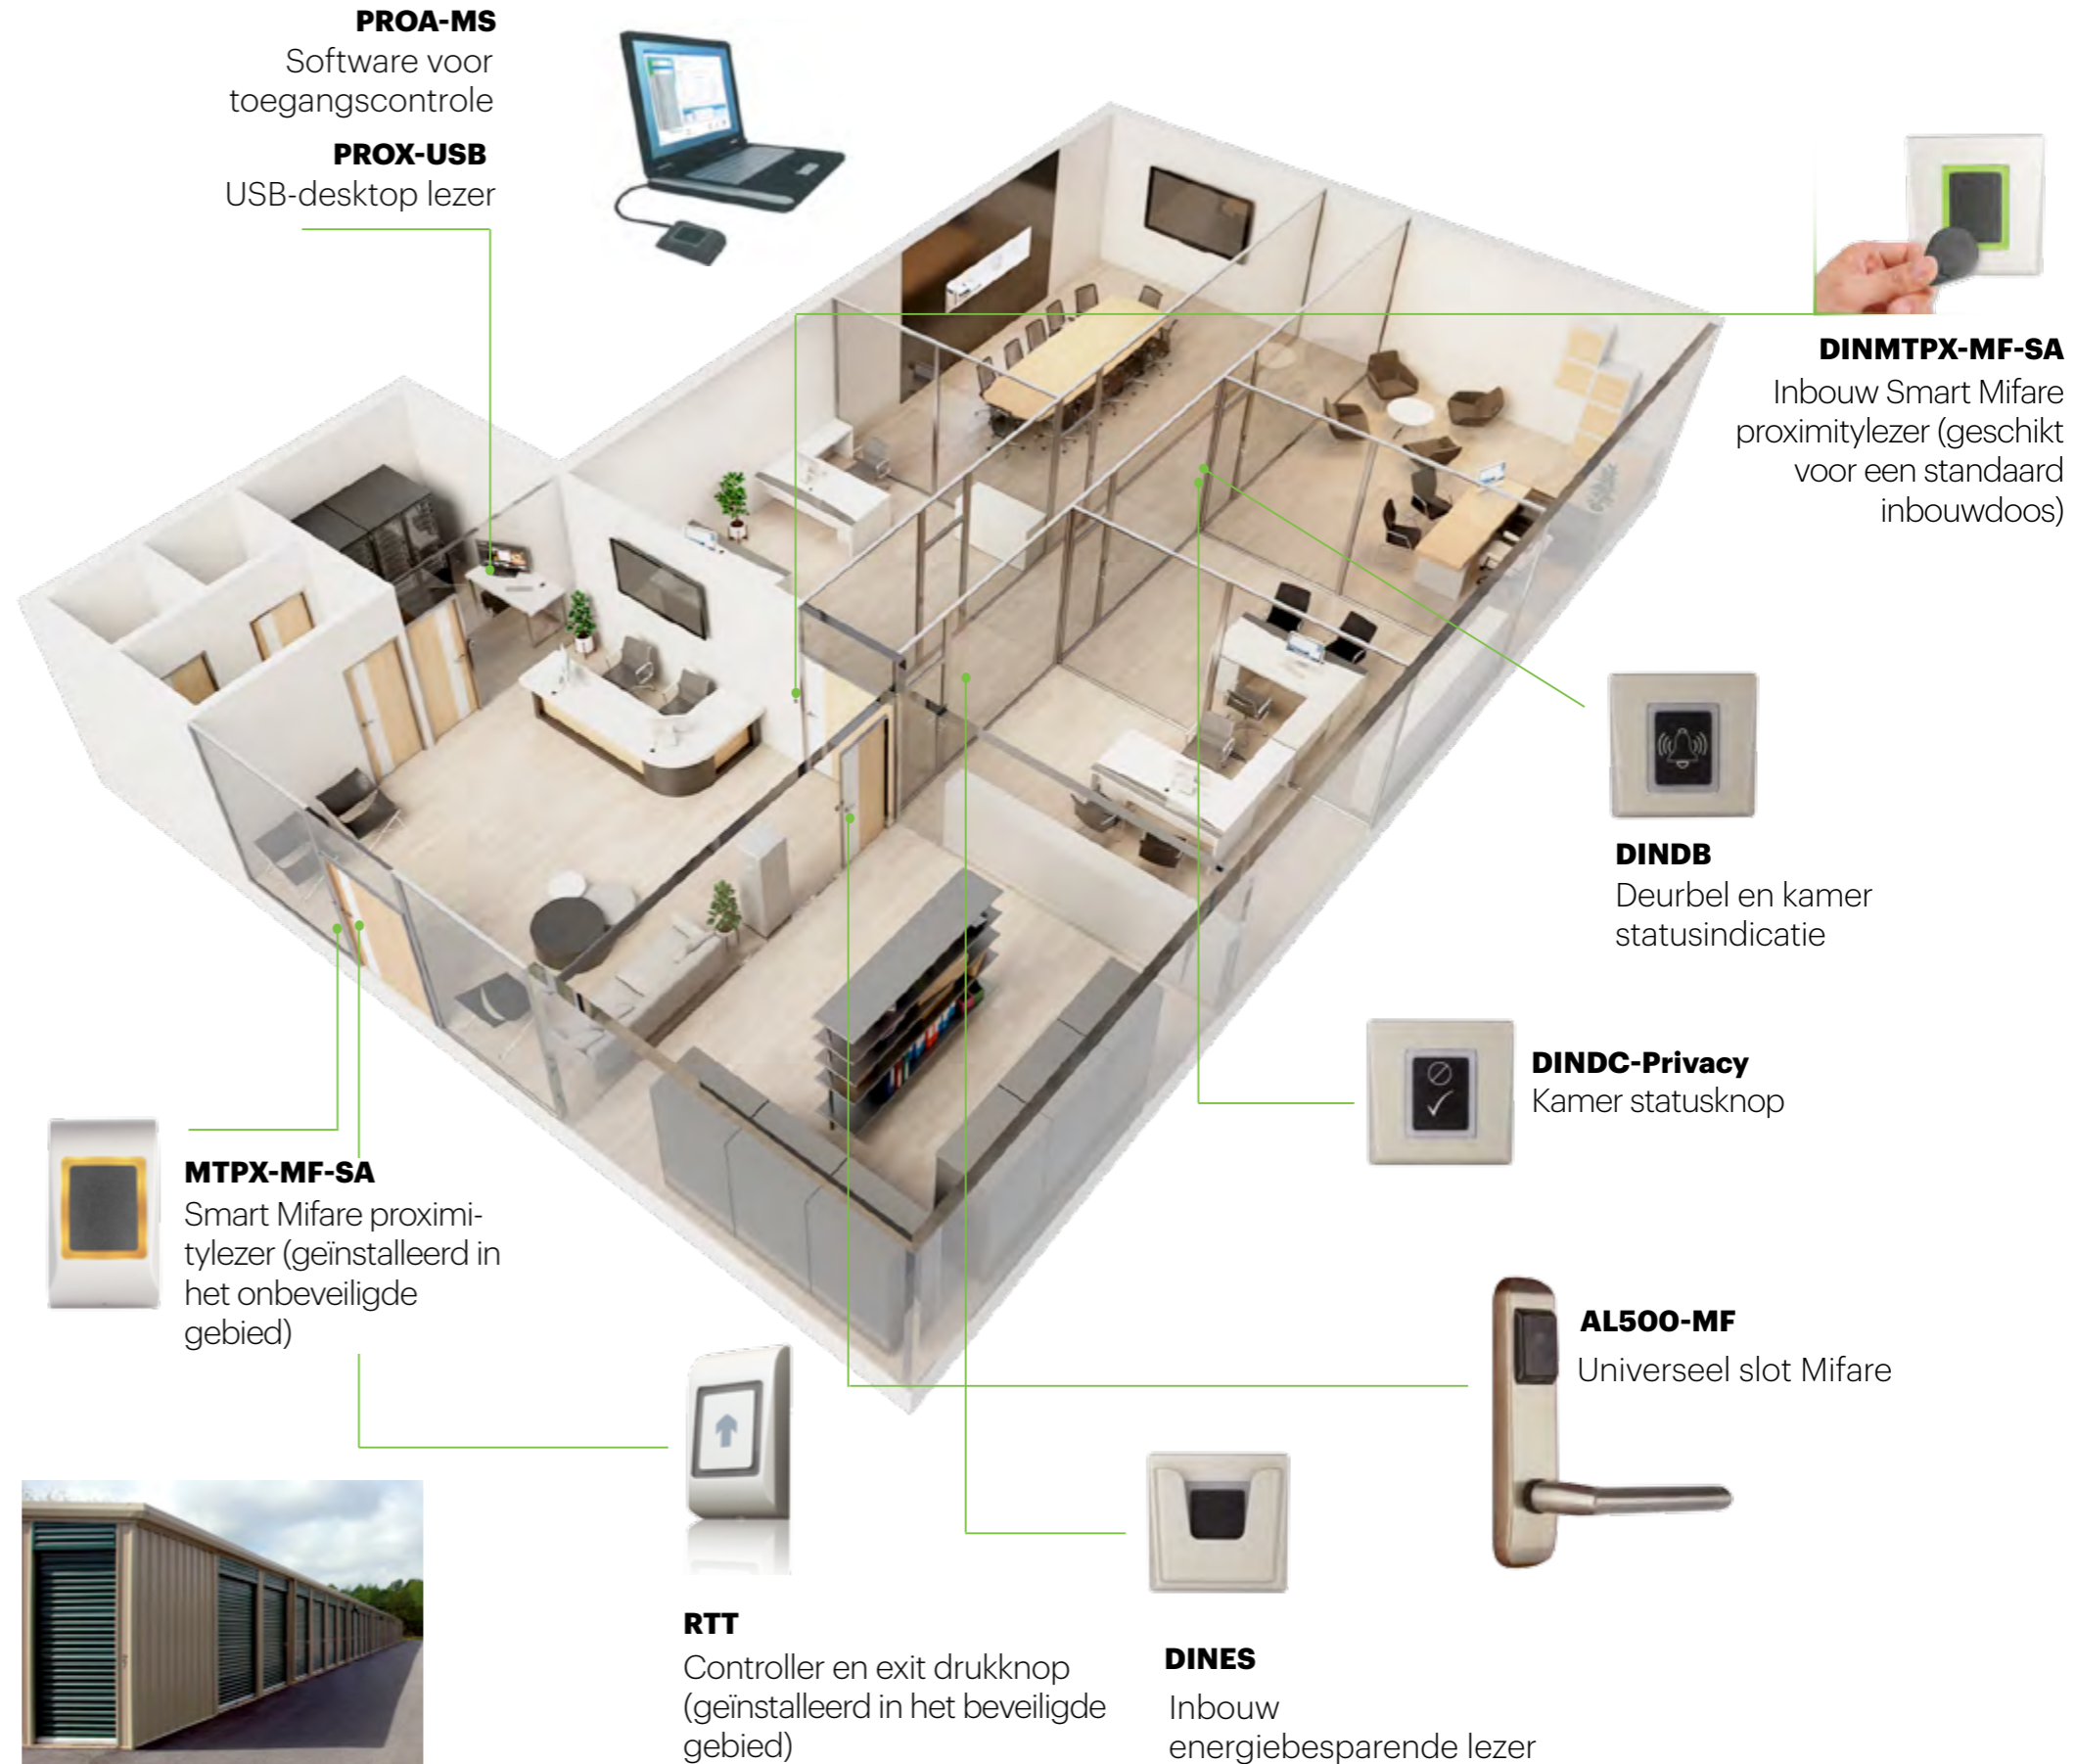 PROA-MS
Software voor
toegangscontrole
PROX-USB
USB-desktop lezer
DINMTPX-MF-SA
Inbouw Smart Mifare
proximitylezer (geschikt
voor een standaard
inbouwdoos)
DINDB
Deurbel en kamer
statusindicatie
DINDC-Privacy
Kamer statusknop
MTPX-MF-SA
Smart Mifare proximi-
tylezer (geïnstalleerd in
het onbeveiligde
gebied)
AL500-MF
Universeel slot Mifare
RTT
Controller en exit drukknop
(geïnstalleerd in het beveiligde
gebied)
DINES
Inbouw
energiebesparende lezer